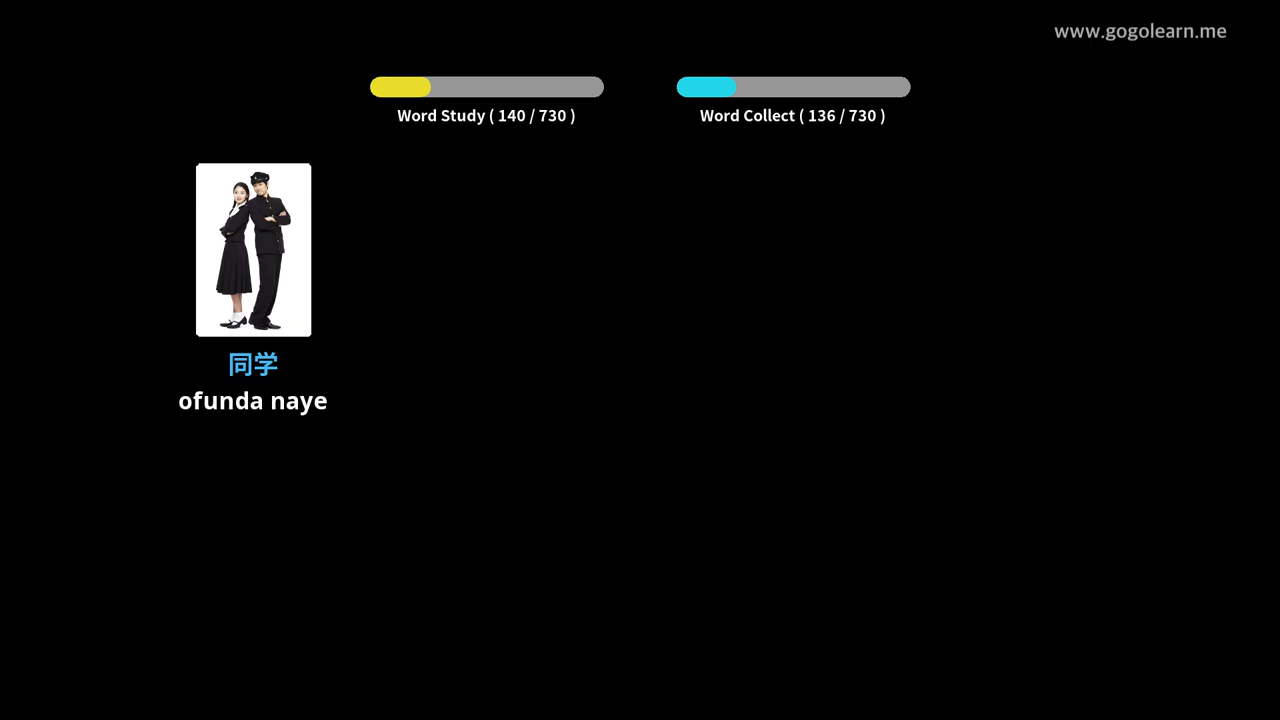 www.gogolearn.me
Word Study ( 140 / 730 )
Word Collect ( 136 / 730 )
同学
ofunda naye